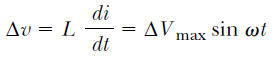 Δv = L di/dt = ΔV_max sin ωt